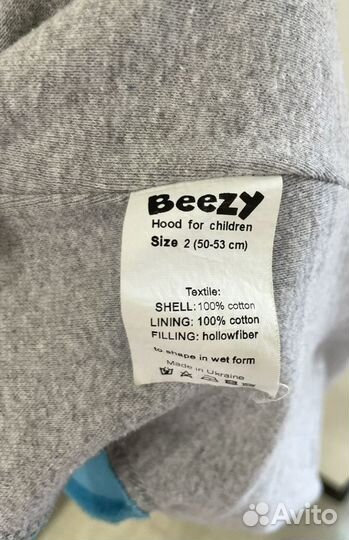 Beezy
Hood for children
Size 2 (50-53 cm)
Textile:
SHELL: 100% cotton
LINING: 100% cotton
FILLING: hollowfiber
to shape in wet form
Made in Ukraine
Avito